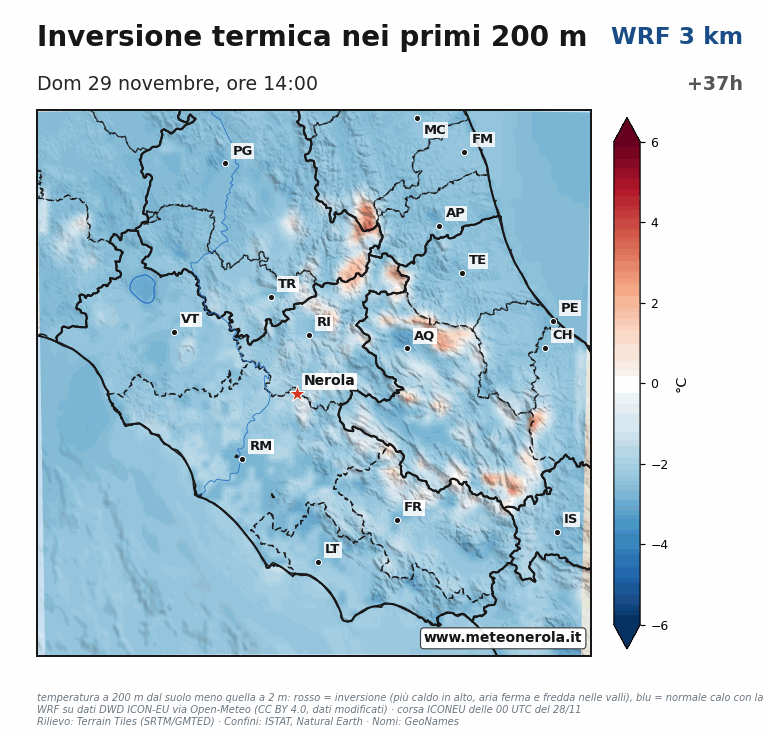 Inversione termica nei primi 200 m WRF 3 km
Dom 29 novembre, ore 14:00 +37h
MC
FM
PG
AP
TE
TR
PE
VT
RI
AQ
CH
Nerola
RM
FR
IS
LT
www.meteonerola.it
6
4
2
0
−2
−4
−6
°C
temperatura a 200 m dal suolo meno quella a 2 m: rosso = inversione (più caldo in alto, aria ferma e fredda nelle valli), blu = normale calo con la
WRF su dati DWD ICON-EU via Open-Meteo (CC BY 4.0, dati modificati) · corsa ICONEU delle 00 UTC del 28/11
Rilievo: Terrain Tiles (SRTM/GMTED) · Confini: ISTAT, Natural Earth · Nomi: GeoNames